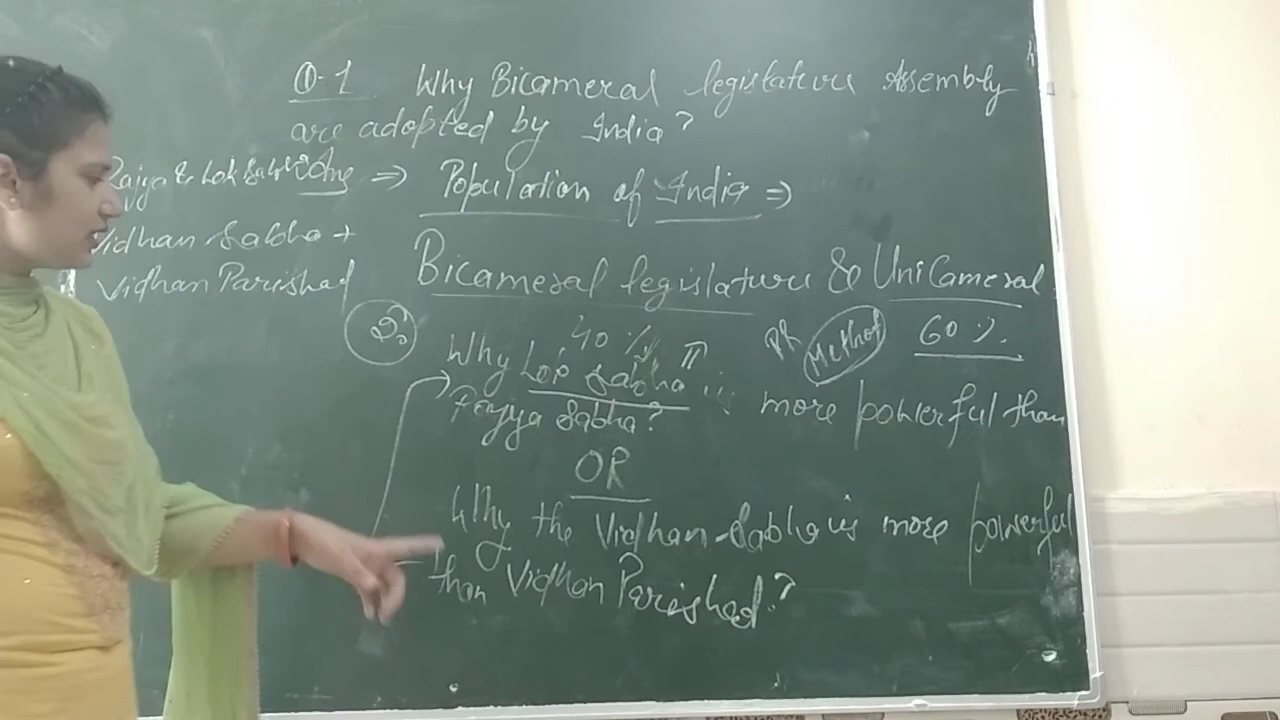 Q-1 Why Bicameral legislature Assembly
are adopted by India?
Rajya & Lok Sabha ⇒ Population of India ⇒
Vidhan Sabha +
Vidhan Parishad
Bicameral legislature & UniCameral
2.
40 %
Method 60 %.
Why Lok Sabha is more powerful than
Rajya Sabha?
OR
Why the Vidhan-Sabha is more powerful
than Vidhan Parishad?